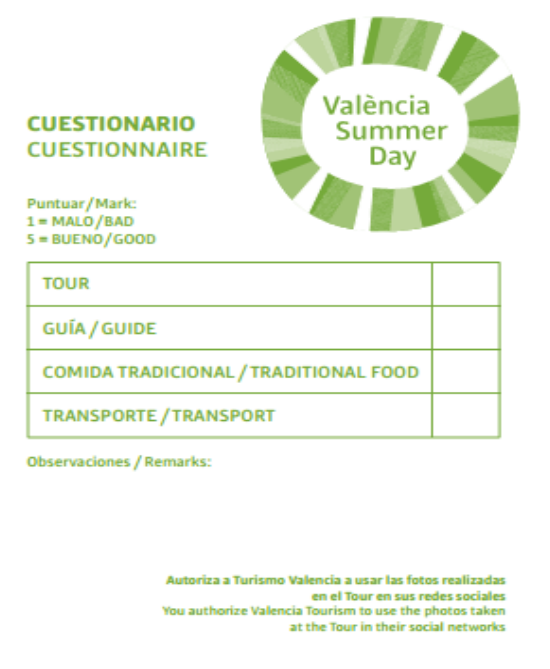 València
Summer
Day
CUESTIONARIO
CUESTIONNAIRE
Puntuar/Mark:
1 = MALO/BAD
5 = BUENO/GOOD
TOUR
GUÍA / GUIDE
COMIDA TRADICIONAL / TRADITIONAL FOOD
TRANSPORTE / TRANSPORT
Observaciones / Remarks:
Autoriza a Turismo Valencia a usar las fotos realizadas
en el Tour en sus redes sociales
You authorize Valencia Tourism to use the photos taken
at the Tour in their social networks